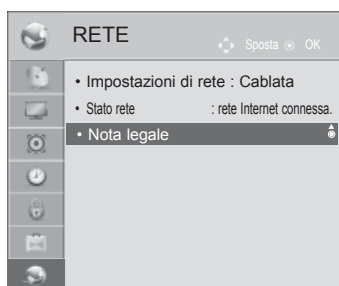 RETE
Sposta OK
• Impostazioni di rete : Cablata
• Stato rete : rete Internet connessa.
• Nota legale